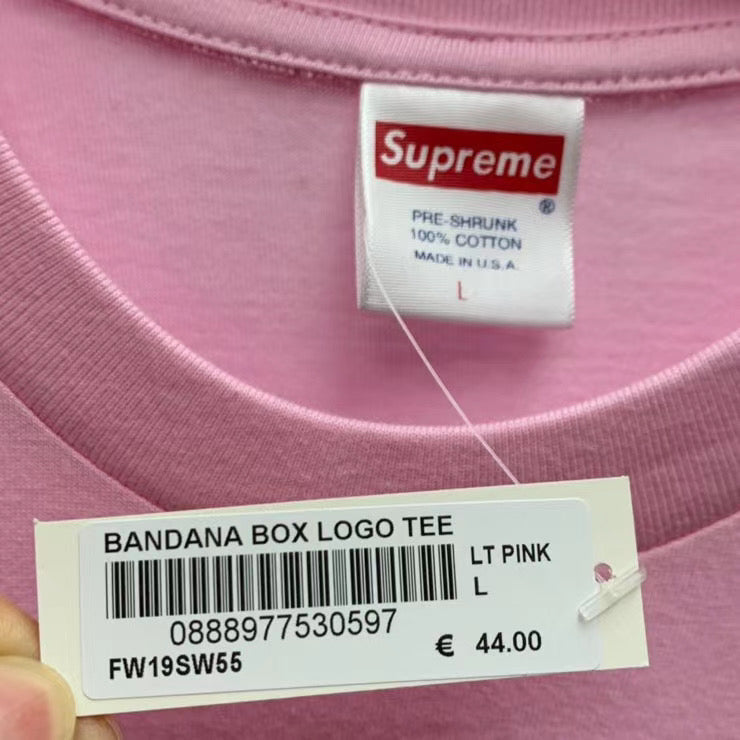 Supreme
®
PRE-SHRUNK
100% COTTON
MADE IN U.S.A.
L
BANDANA BOX LOGO TEE
LT PINK
L
0888977530597
FW19SW55
€ 44.00